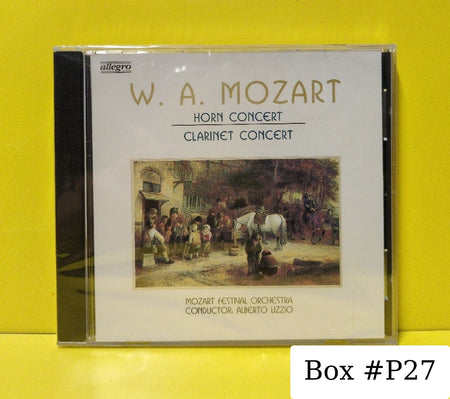 allegro
W. A. MOZART
HORN CONCERT
CLARINET CONCERT
MOZART FESTIVAL ORCHESTRA
CONDUCTOR: ALBERTO LIZZIO
Box #P27